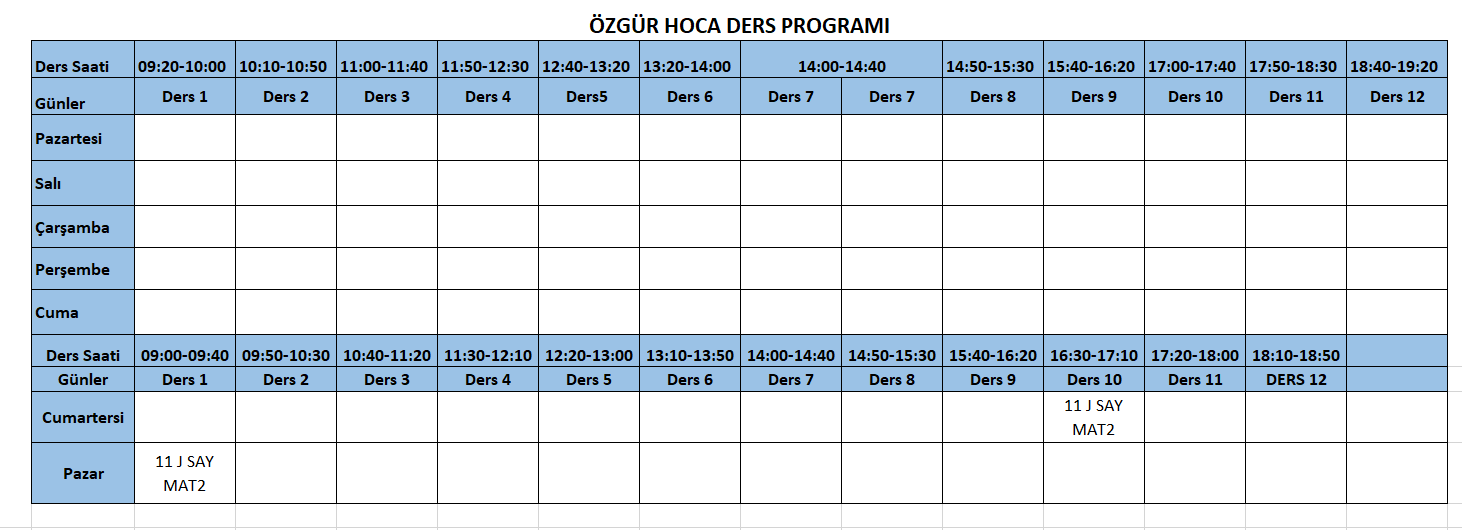 ÖZGÜR HOCA DERS PROGRAMI
Ders Saati 09:20-10:00 10:10-10:50 11:00-11:40 11:50-12:30 12:40-13:20 13:20-14:00 14:00-14:40 14:50-15:30 15:40-16:20 17:00-17:40 17:50-18:30 18:40-19:20
Günler Ders 1 Ders 2 Ders 3 Ders 4 Ders5 Ders 6 Ders 7 Ders 7 Ders 8 Ders 9 Ders 10 Ders 11 Ders 12
Pazartesi
Salı
Çarşamba
Perşembe
Cuma
Ders Saati 09:00-09:40 09:50-10:30 10:40-11:20 11:30-12:10 12:20-13:00 13:10-13:50 14:00-14:40 14:50-15:30 15:40-16:20 16:30-17:10 17:20-18:00 18:10-18:50
Günler Ders 1 Ders 2 Ders 3 Ders 4 Ders 5 Ders 6 Ders 7 Ders 8 Ders 9 Ders 10 Ders 11 DERS 12
Cumartersi
11 J SAY
MAT2
Pazar
11 J SAY
MAT2